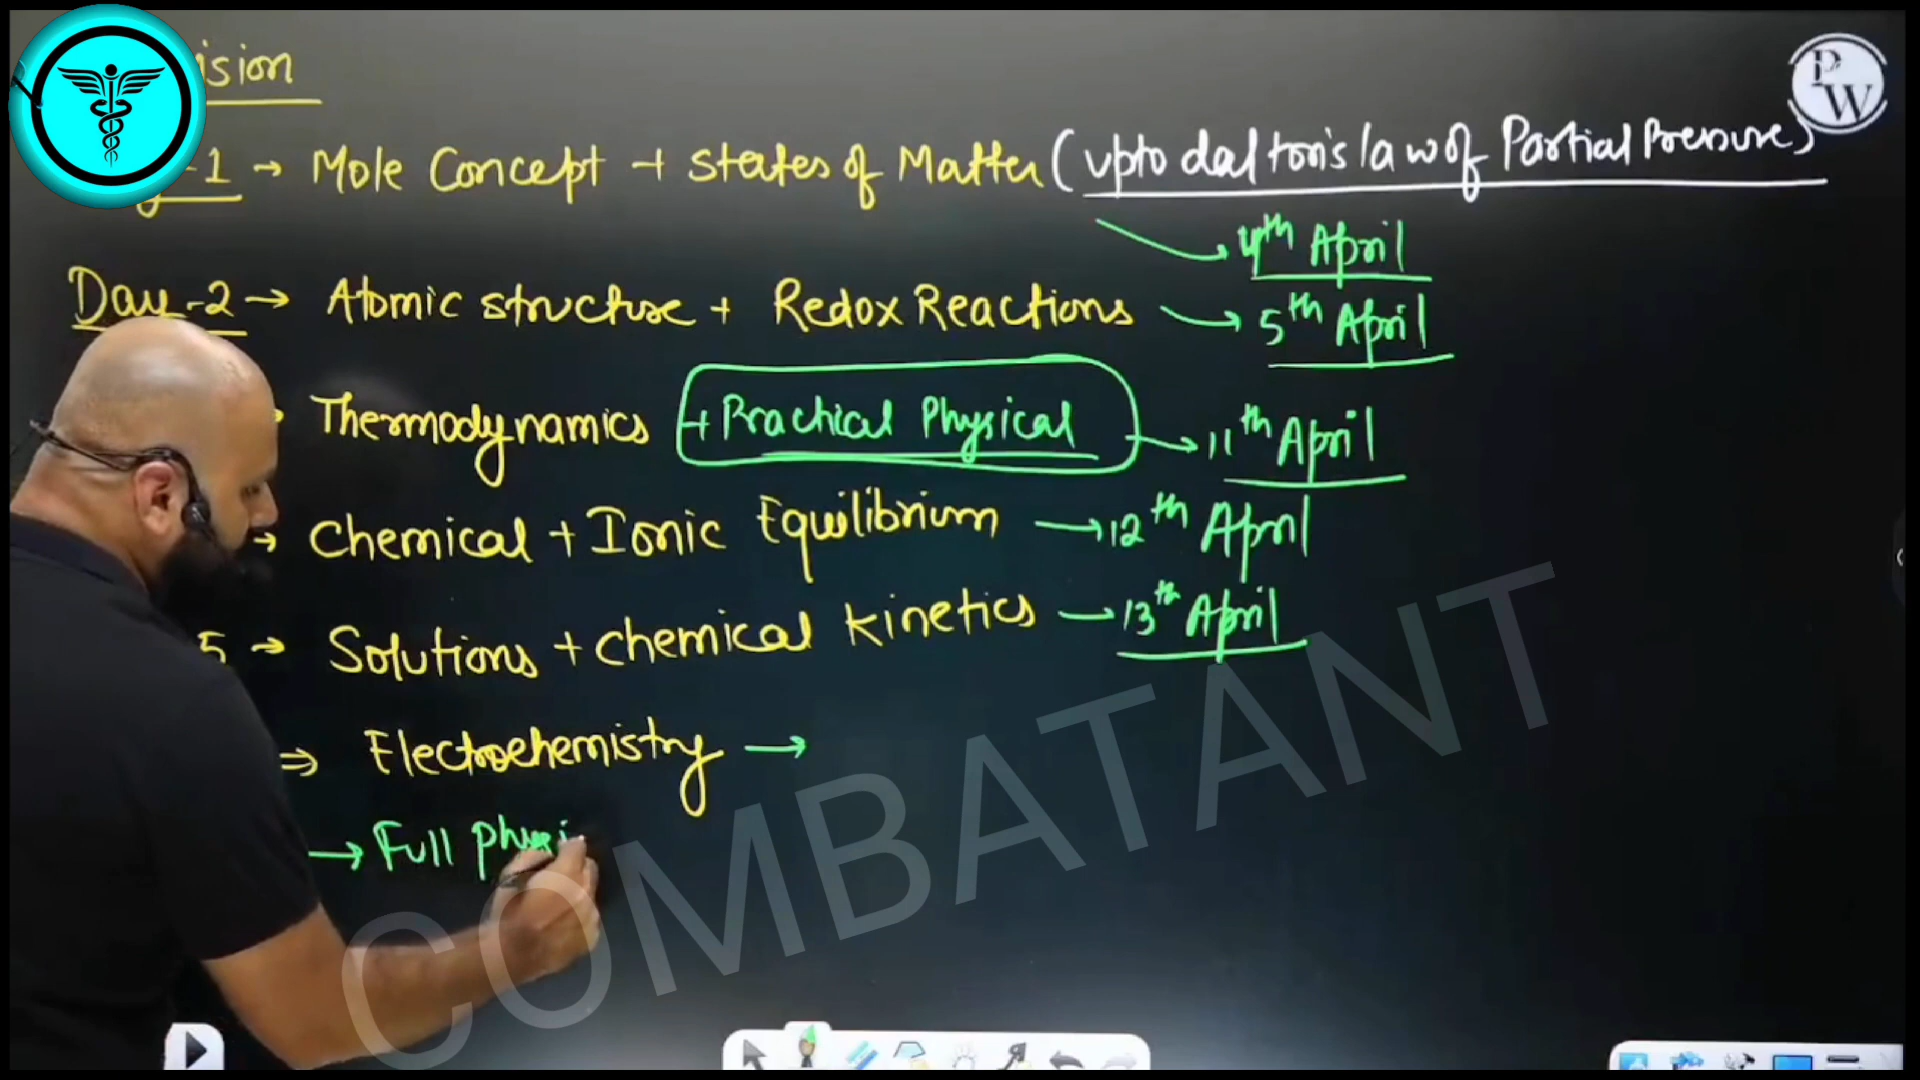 ision
PW
-1 → Mole Concept + States of Matter (upto dalton's law of Partial Pressure)
→ 4th April
Day-2 → Atomic structure + Redox Reactions → 5th April
Thermodynamics + Practical Physical → 11th April
→ Chemical + Ionic Equilibrium → 12th April
5 → Solutions + chemical kinetics → 13th April
⇒ Electrochemistry →
→ Full physi
COMBATANT